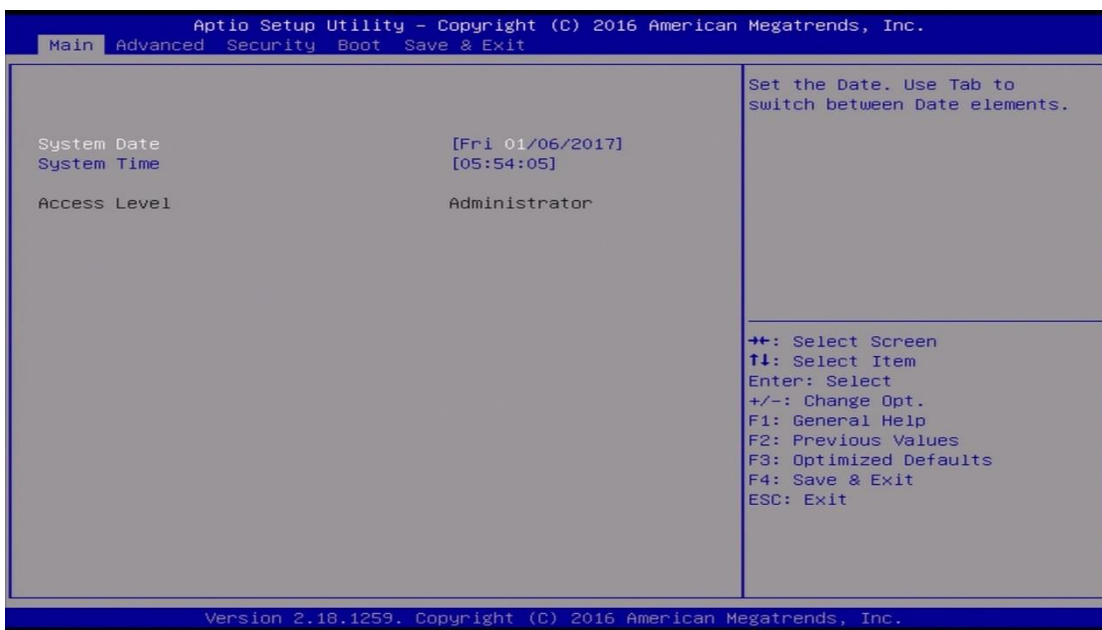 Aptio Setup Utility – Copyright (C) 2016 American Megatrends, Inc.
Main Advanced Security Boot Save & Exit
Set the Date. Use Tab to
switch between Date elements.
System Date [Fri 01/06/2017]
System Time [05:54:05]
Access Level Administrator
→←: Select Screen
↑↓: Select Item
Enter: Select
+/-: Change Opt.
F1: General Help
F2: Previous Values
F3: Optimized Defaults
F4: Save & Exit
ESC: Exit
Version 2.18.1259. Copyright (C) 2016 American Megatrends, Inc.